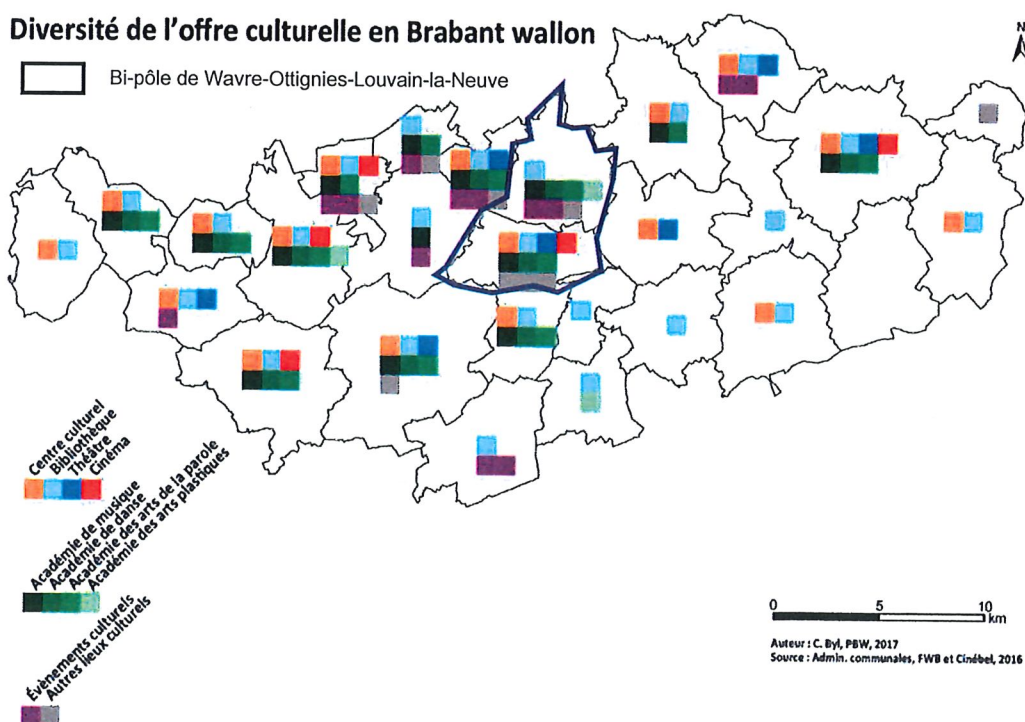 Diversité de l'offre culturelle en Brabant wallon
Bi-pôle de Wavre-Ottignies-Louvain-la-Neuve
N
Centre culturel
Bibliothèque
Théâtre
Cinéma
Académie de musique
Académie de danse
Académie des arts de la parole
Académie des arts plastiques
Évènements culturels
Autres lieux culturels
0 5 10
km
Auteur : C. Byl, PBW, 2017
Source : Admin. communales, FWB et Cinébel, 2016